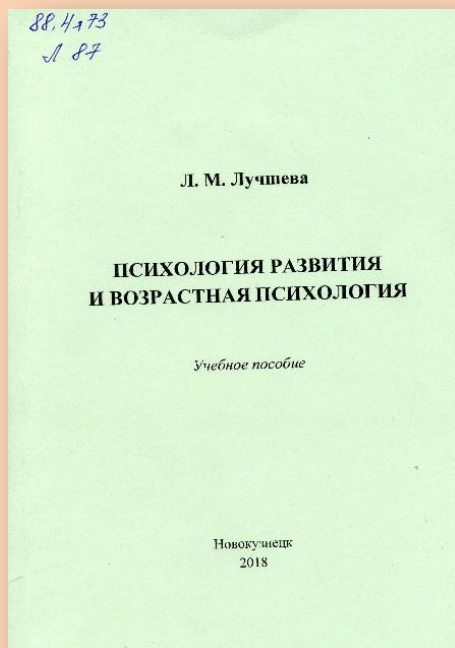 88.4я73
Л 87
Л. М. Лучшева
ПСИХОЛОГИЯ РАЗВИТИЯ
И ВОЗРАСТНАЯ ПСИХОЛОГИЯ
Учебное пособие
Новокузнецк
2018